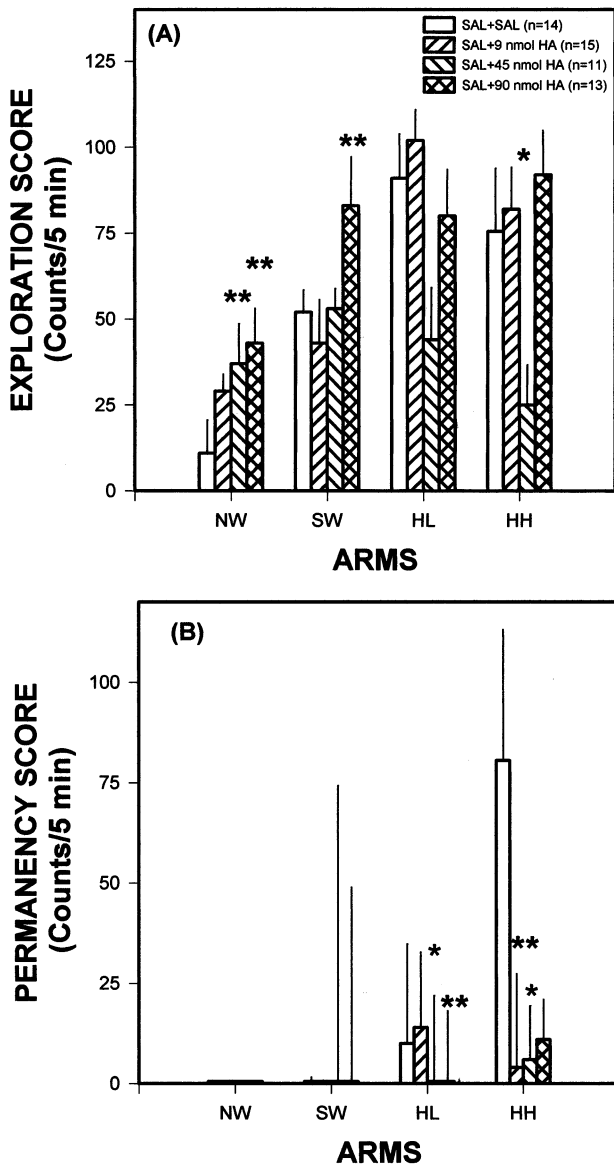 (A)
SAL+SAL (n=14)
SAL+9 nmol HA (n=15)
SAL+45 nmol HA (n=11)
SAL+90 nmol HA (n=13)
EXPLORATION SCORE
(Counts/5 min)
125
100
75
50
25
0
**
**
**
*
NW SW HL HH
ARMS
(B)
PERMANENCY SCORE
(Counts/5 min)
100
75
50
25
0
*
**
**
*
NW SW HL HH
ARMS